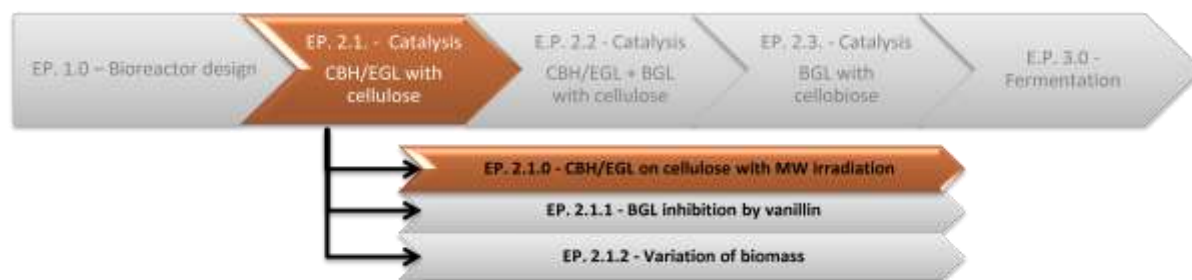 EP. 1.0 – Bioreactor design
EP. 2.1. - Catalysis
CBH/EGL with
cellulose
E.P. 2.2 - Catalysis
CBH/EGL + BGL
with cellulose
EP. 2.3. - Catalysis
BGL with
cellobiose
E.P. 3.0 -
Fermentation
EP. 2.1.0 - CBH/EGL on cellulose with MW irradiation
EP. 2.1.1 - BGL inhibition by vanillin
EP. 2.1.2 - Variation of biomass